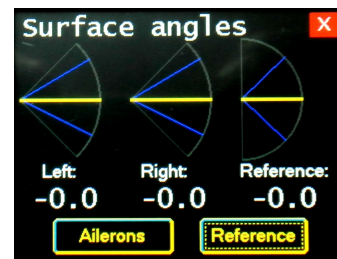 Surface angles X
Left: Right: Reference:
-0.0 -0.0 -0.0
Ailerons Reference